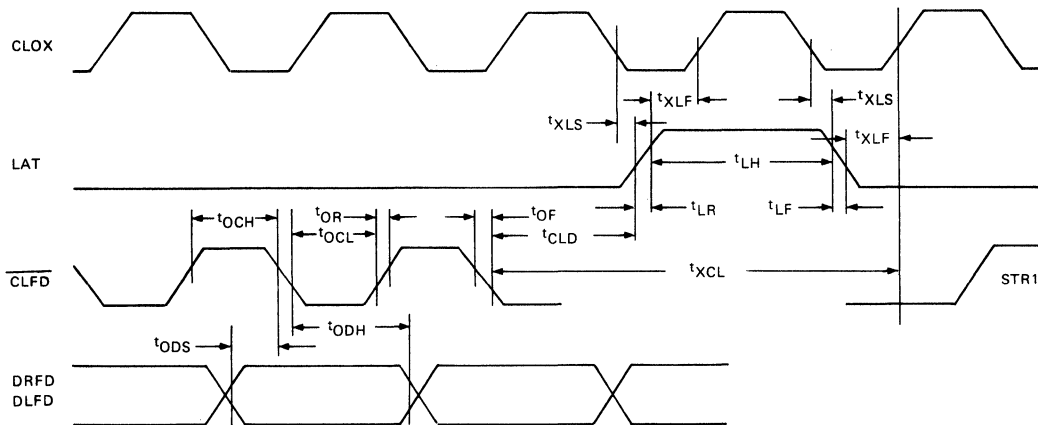 CLOX
tXLF
tXLS
tXLS
tXLF
LAT
tLH
tOCH
tOR
tOF
tLR
tLF
tOCL
tCLD
CLFD
tXCL
STR1
tODH
tODS
DRFD
DLFD